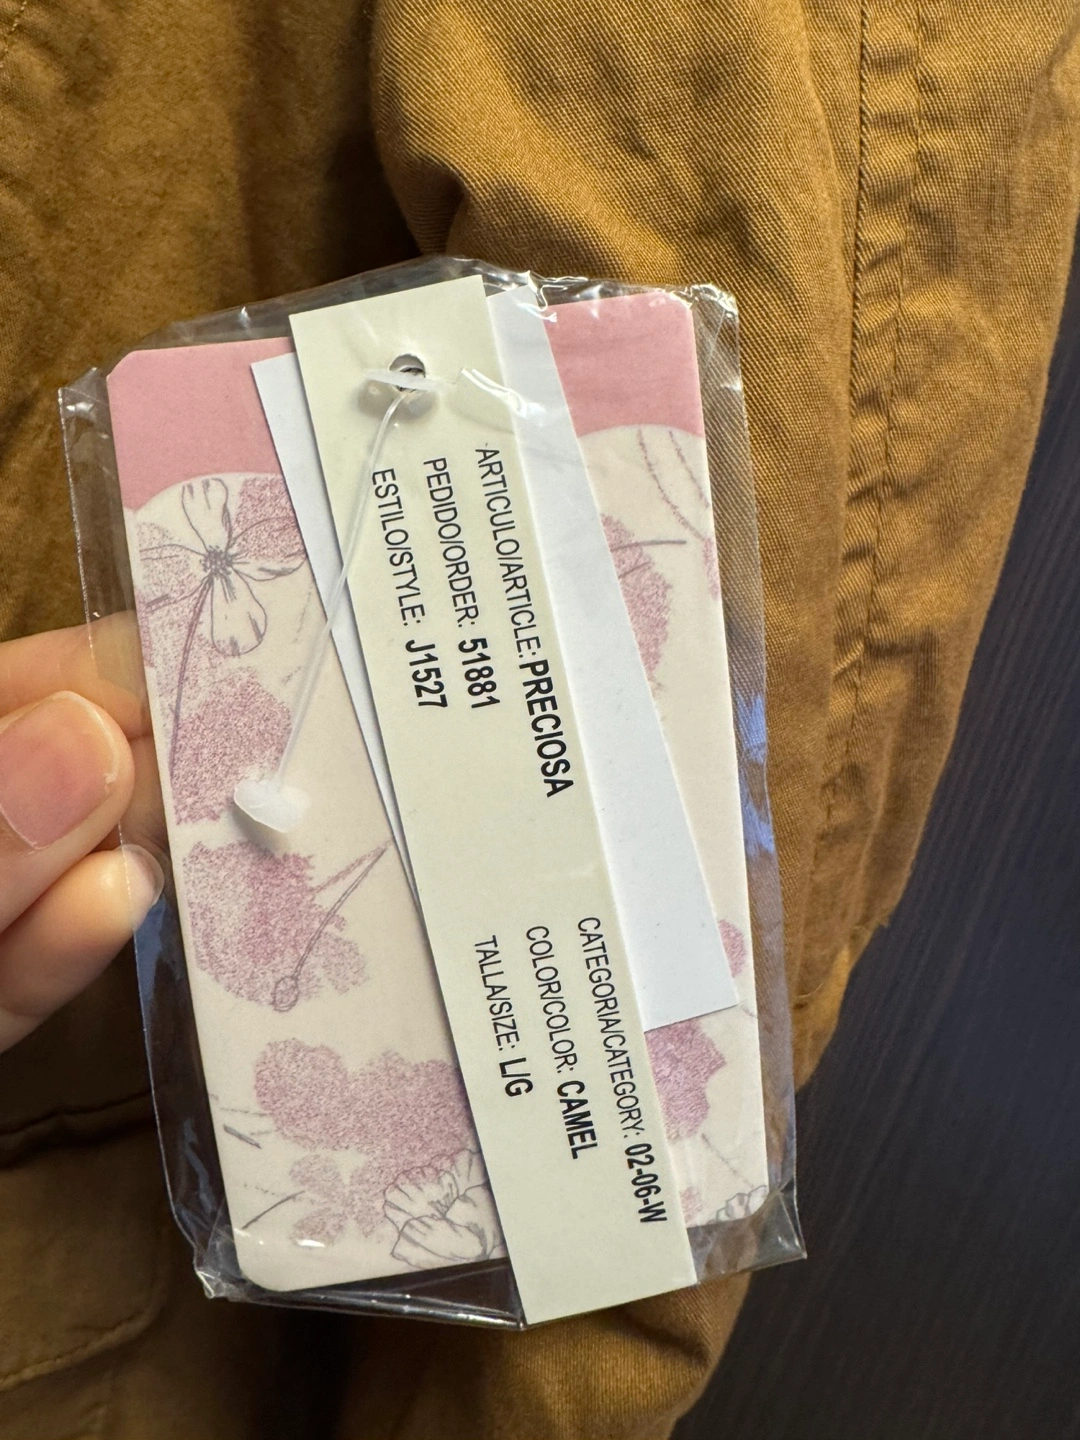 ARTICULO/ARTICLE: PRECIOSA
PEDIDO/ORDER: 51881
ESTILO/STYLE: J1527
CATEGORIA/CATEGORY: 02-06-W
COLOR/COLOR: CAMEL
TALLA/SIZE: L/G